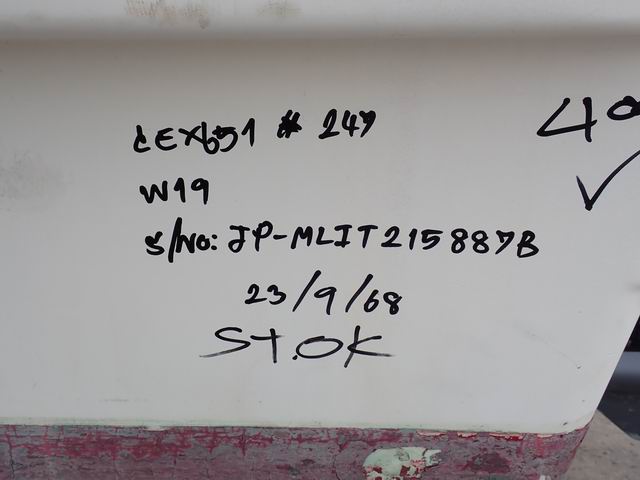 CEX651 # 247
W19
S/No: JP-MLIT215887B
23/9/68
ST.OK